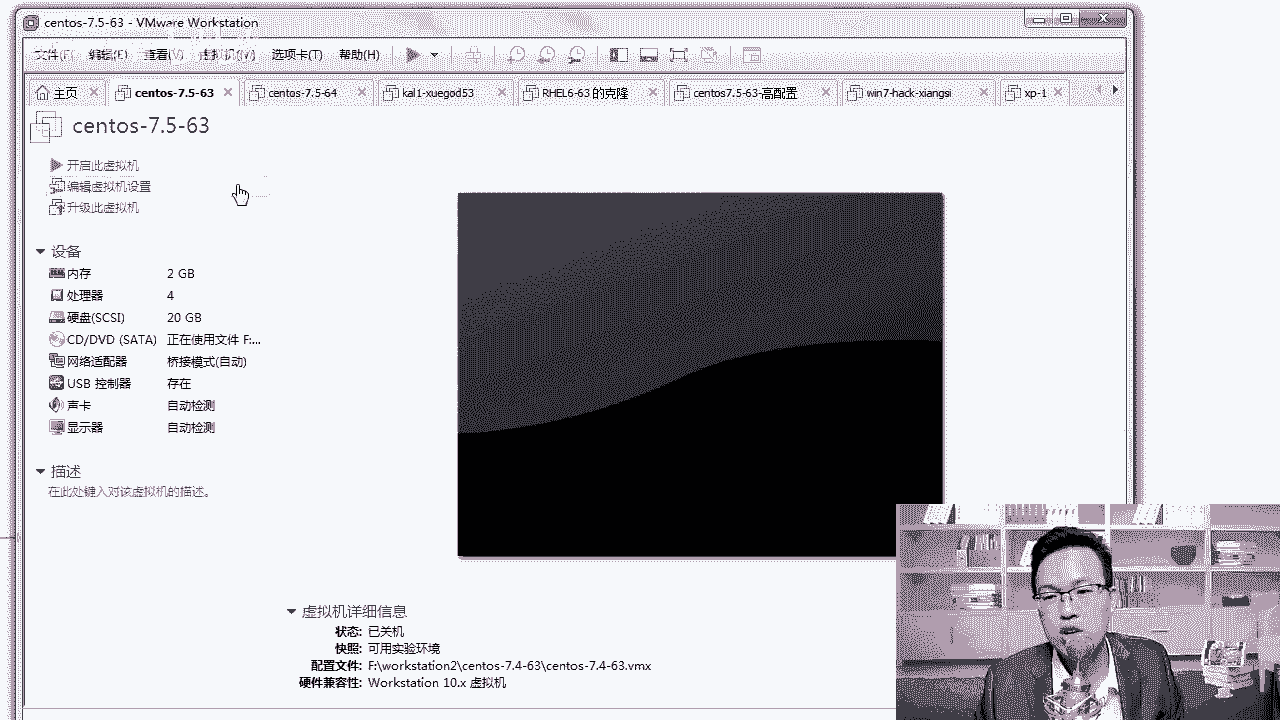 centos-7.5-63 - VMware Workstation
文件(F) 编辑(E) 查看(V) 虚拟机(M) 选项卡(T) 帮助(H)
主页 centos-7.5-63 centos-7.5-64 kal1-xuegod53 RHEL6-63 的克隆 centos7.5-63-高配置 win7-hack-xiangsi xp-1
centos-7.5-63
开启此虚拟机
编辑虚拟机设置
升级此虚拟机
设备
内存 2 GB
处理器 4
硬盘(SCSI) 20 GB
CD/DVD (SATA) 正在使用文件 F:...
网络适配器 桥接模式(自动)
USB 控制器 存在
声卡 自动检测
显示器 自动检测
描述
在此处键入对该虚拟机的描述。
虚拟机详细信息
状态: 已关机
快照: 可用实验环境
配置文件: F:\workstation2\centos-7.4-63\centos-7.4-63.vmx
硬件兼容性: Workstation 10.x 虚拟机